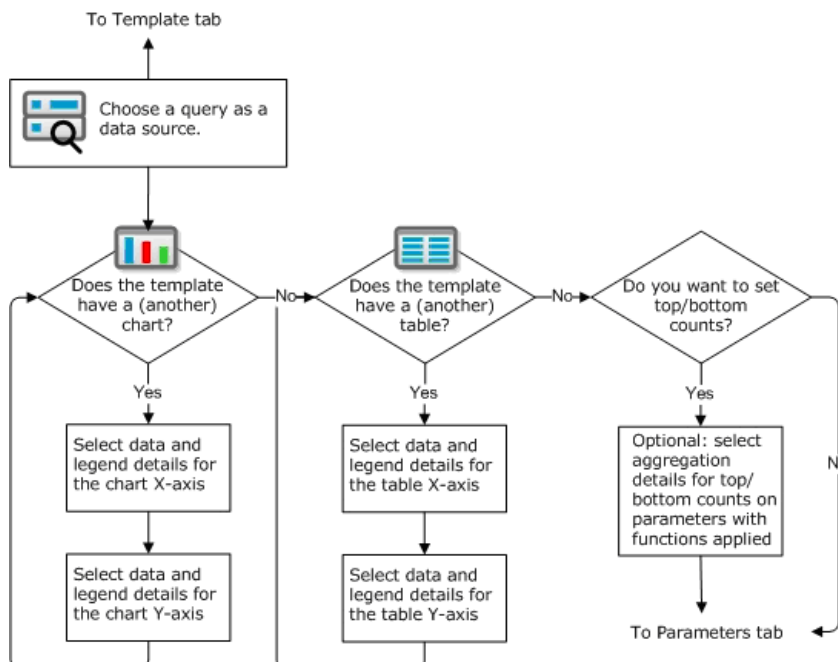 To Template tab
Choose a query as a
data source.
Does the template
have a (another)
chart?
No
Does the template
have a (another)
table?
No
Do you want to set
top/bottom
counts?
Yes
Yes
Yes
Select data and
legend details for
the chart X-axis
Select data and
legend details for
the table X-axis
Optional: select
aggregation
details for top/
bottom counts on
parameters with
functions applied
Select data and
legend details for
the chart Y-axis
Select data and
legend details for
the table Y-axis
To Parameters tab